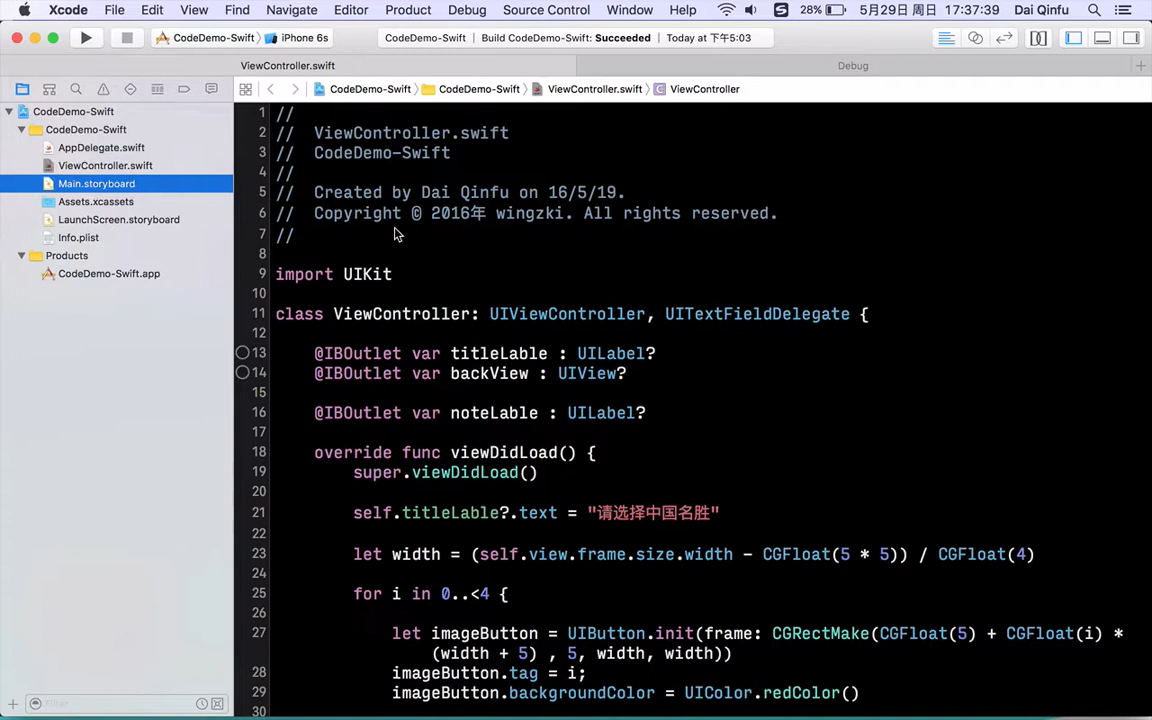 Xcode File Edit View Find Navigate Editor Product Debug Source Control Window Help 28% 5月29日 周日 17:37:39 Dai Qinfu
CodeDemo-Swift iPhone 6s CodeDemo-Swift Build CodeDemo-Swift: Succeeded Today at 下午5:03
ViewController.swift Debug
CodeDemo-Swift CodeDemo-Swift ViewController.swift C ViewController
CodeDemo-Swift
CodeDemo-Swift
AppDelegate.swift
ViewController.swift
Main.storyboard
Assets.xcassets
LaunchScreen.storyboard
Info.plist
Products
CodeDemo-Swift.app
Filter
1 //
2 // ViewController.swift
3 // CodeDemo-Swift
4 //
5 // Created by Dai Qinfu on 16/5/19.
6 // Copyright © 2016年 wingzki. All rights reserved.
7 //
8
9 import UIKit
10
11 class ViewController: UIViewController, UITextFieldDelegate {
12
13 @IBOutlet var titleLable : UILabel?
14 @IBOutlet var backView : UIView?
15
16 @IBOutlet var noteLable : UILabel?
17
18 override func viewDidLoad() {
19 super.viewDidLoad()
20
21 self.titleLable?.text = "请选择中国名胜"
22
23 let width = (self.view.frame.size.width - CGFloat(5 * 5)) / CGFloat(4)
24
25 for i in 0..<4 {
26
27 let imageButton = UIButton.init(frame: CGRectMake(CGFloat(5) + CGFloat(i) *
(width + 5) , 5, width, width))
28 imageButton.tag = i;
29 imageButton.backgroundColor = UIColor.redColor()
30